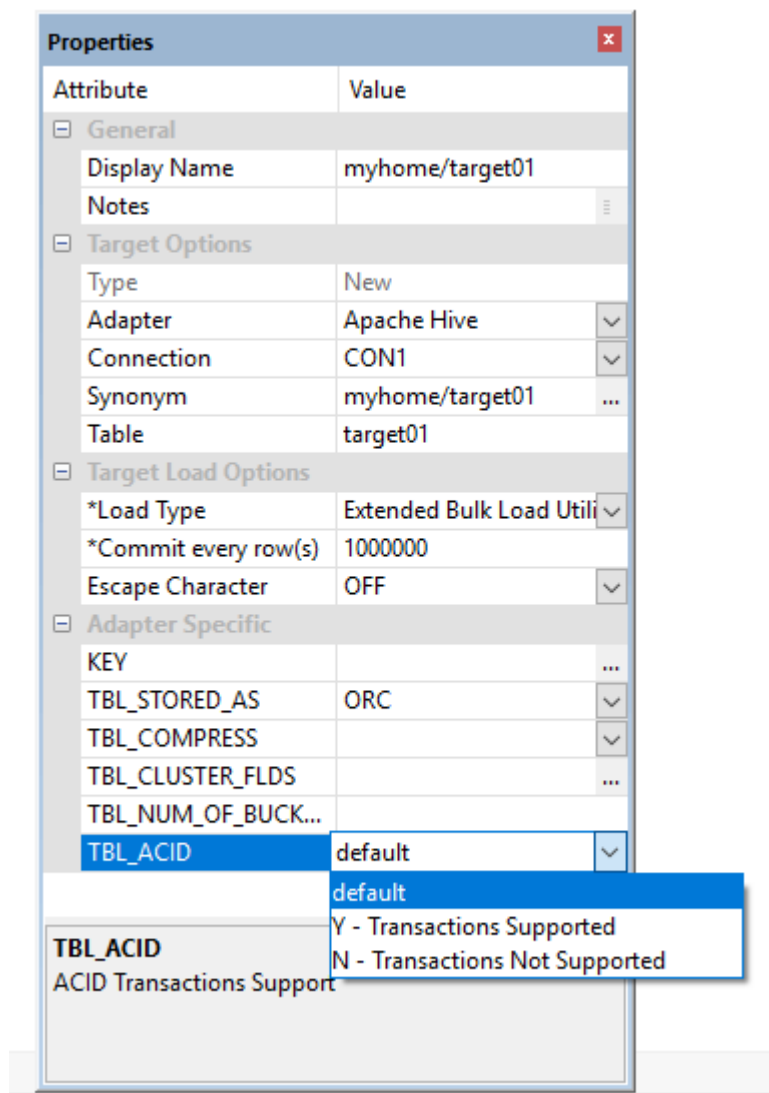 Properties
Attribute Value
General
Display Name myhome/target01
Notes
Target Options
Type New
Adapter Apache Hive
Connection CON1
Synonym myhome/target01 ...
Table target01
Target Load Options
*Load Type Extended Bulk Load Utili
*Commit every row(s) 1000000
Escape Character OFF
Adapter Specific
KEY ...
TBL_STORED_AS ORC
TBL_COMPRESS
TBL_CLUSTER_FLDS ...
TBL_NUM_OF_BUCK...
TBL_ACID default
default
Y - Transactions Supported
N - Transactions Not Supported
TBL_ACID
ACID Transactions Support